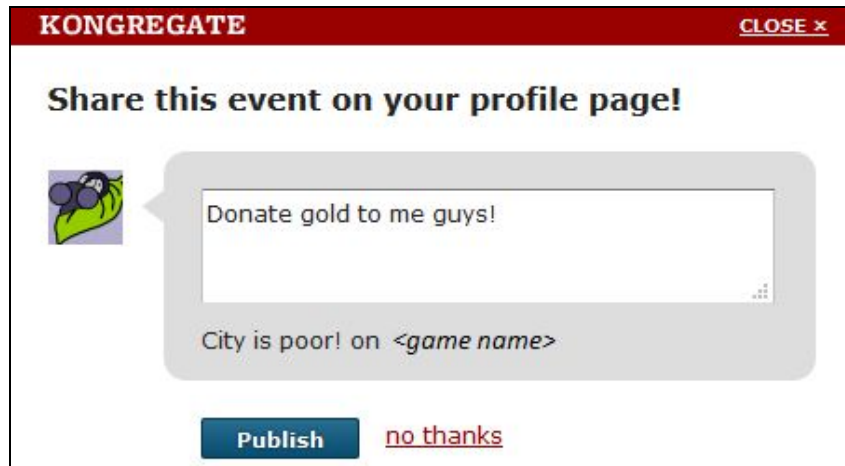 KONGREGATE CLOSE ×
Share this event on your profile page!
Donate gold to me guys!
City is poor! on <game name>
Publish no thanks